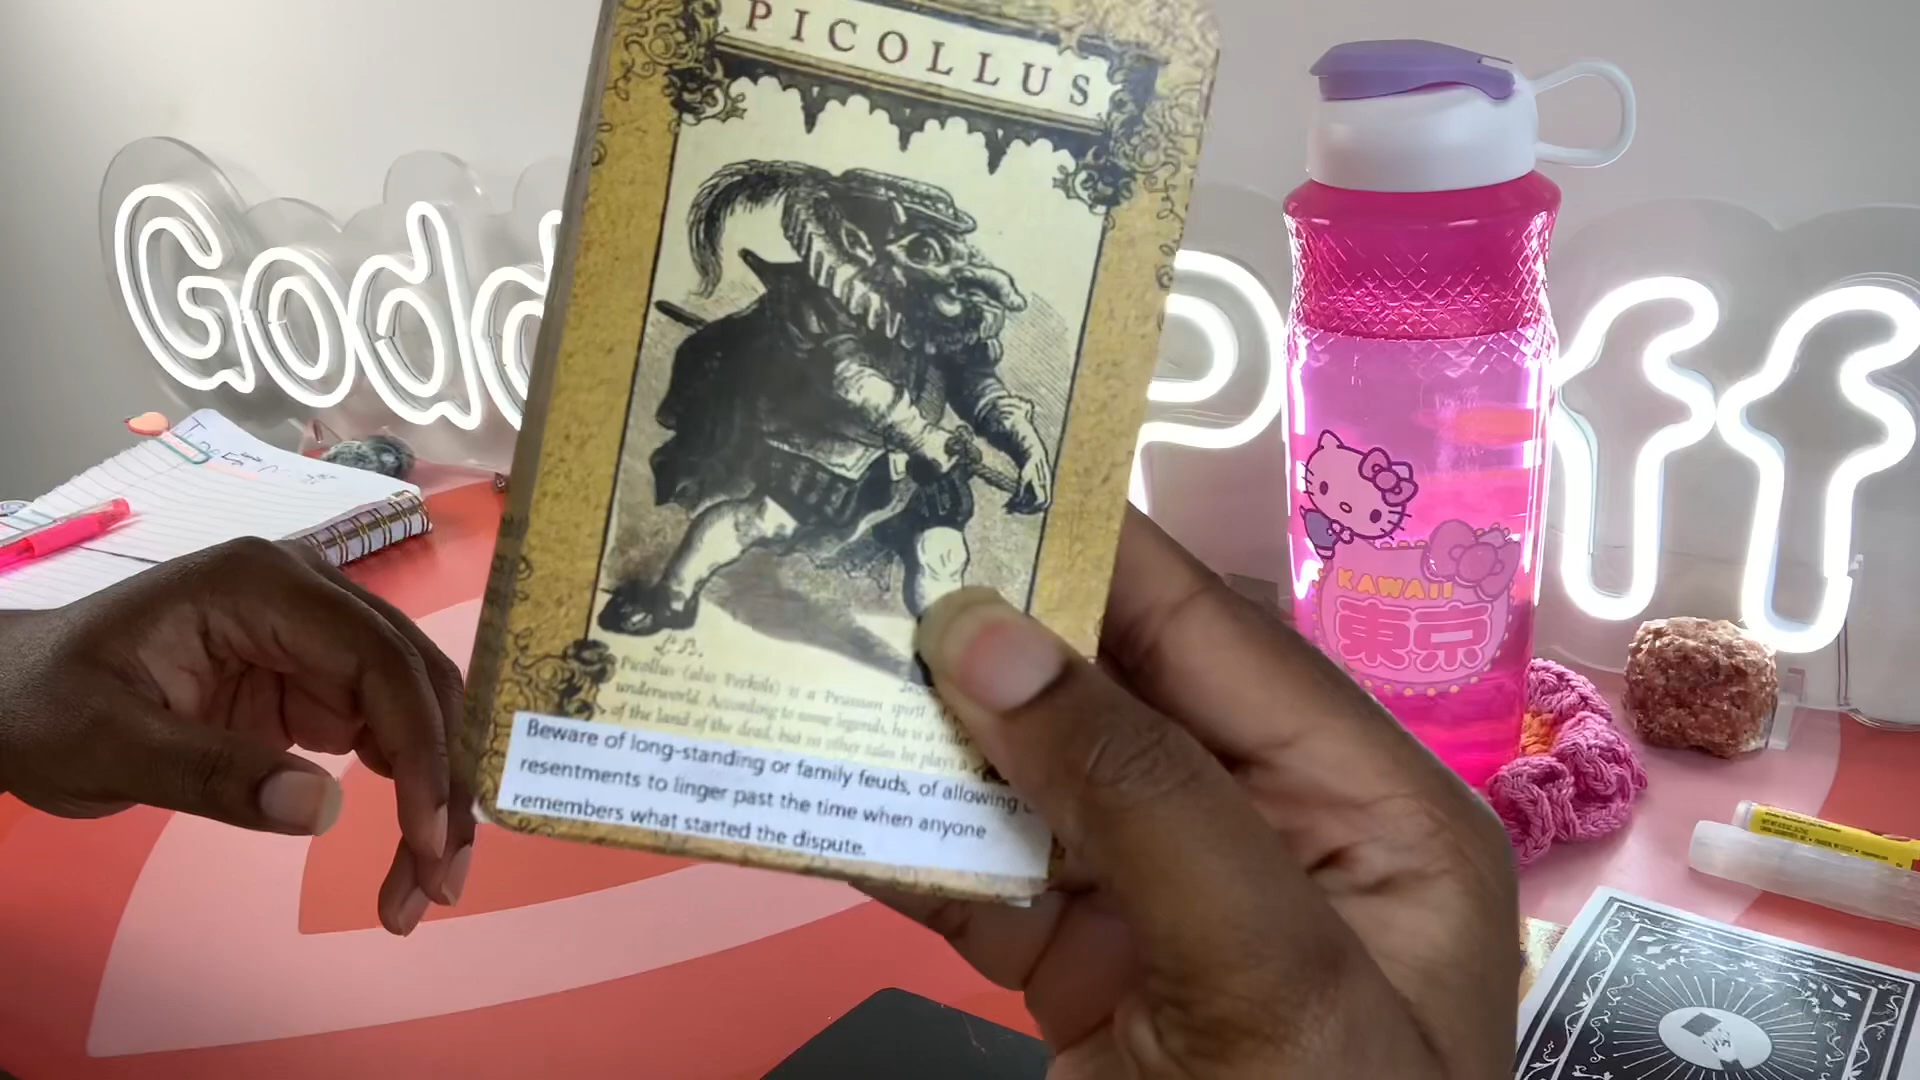 PICOLLUS
Godd
Pff
KAWAII
東京
Picollus (also Perkols) is a Prussian spirit
underworld. According to some legends, he is a ruler
of the land of the dead, but in other tales he plays a
Beware of long-standing or family feuds, of allowing
resentments to linger past the time when anyone
remembers what started the dispute.